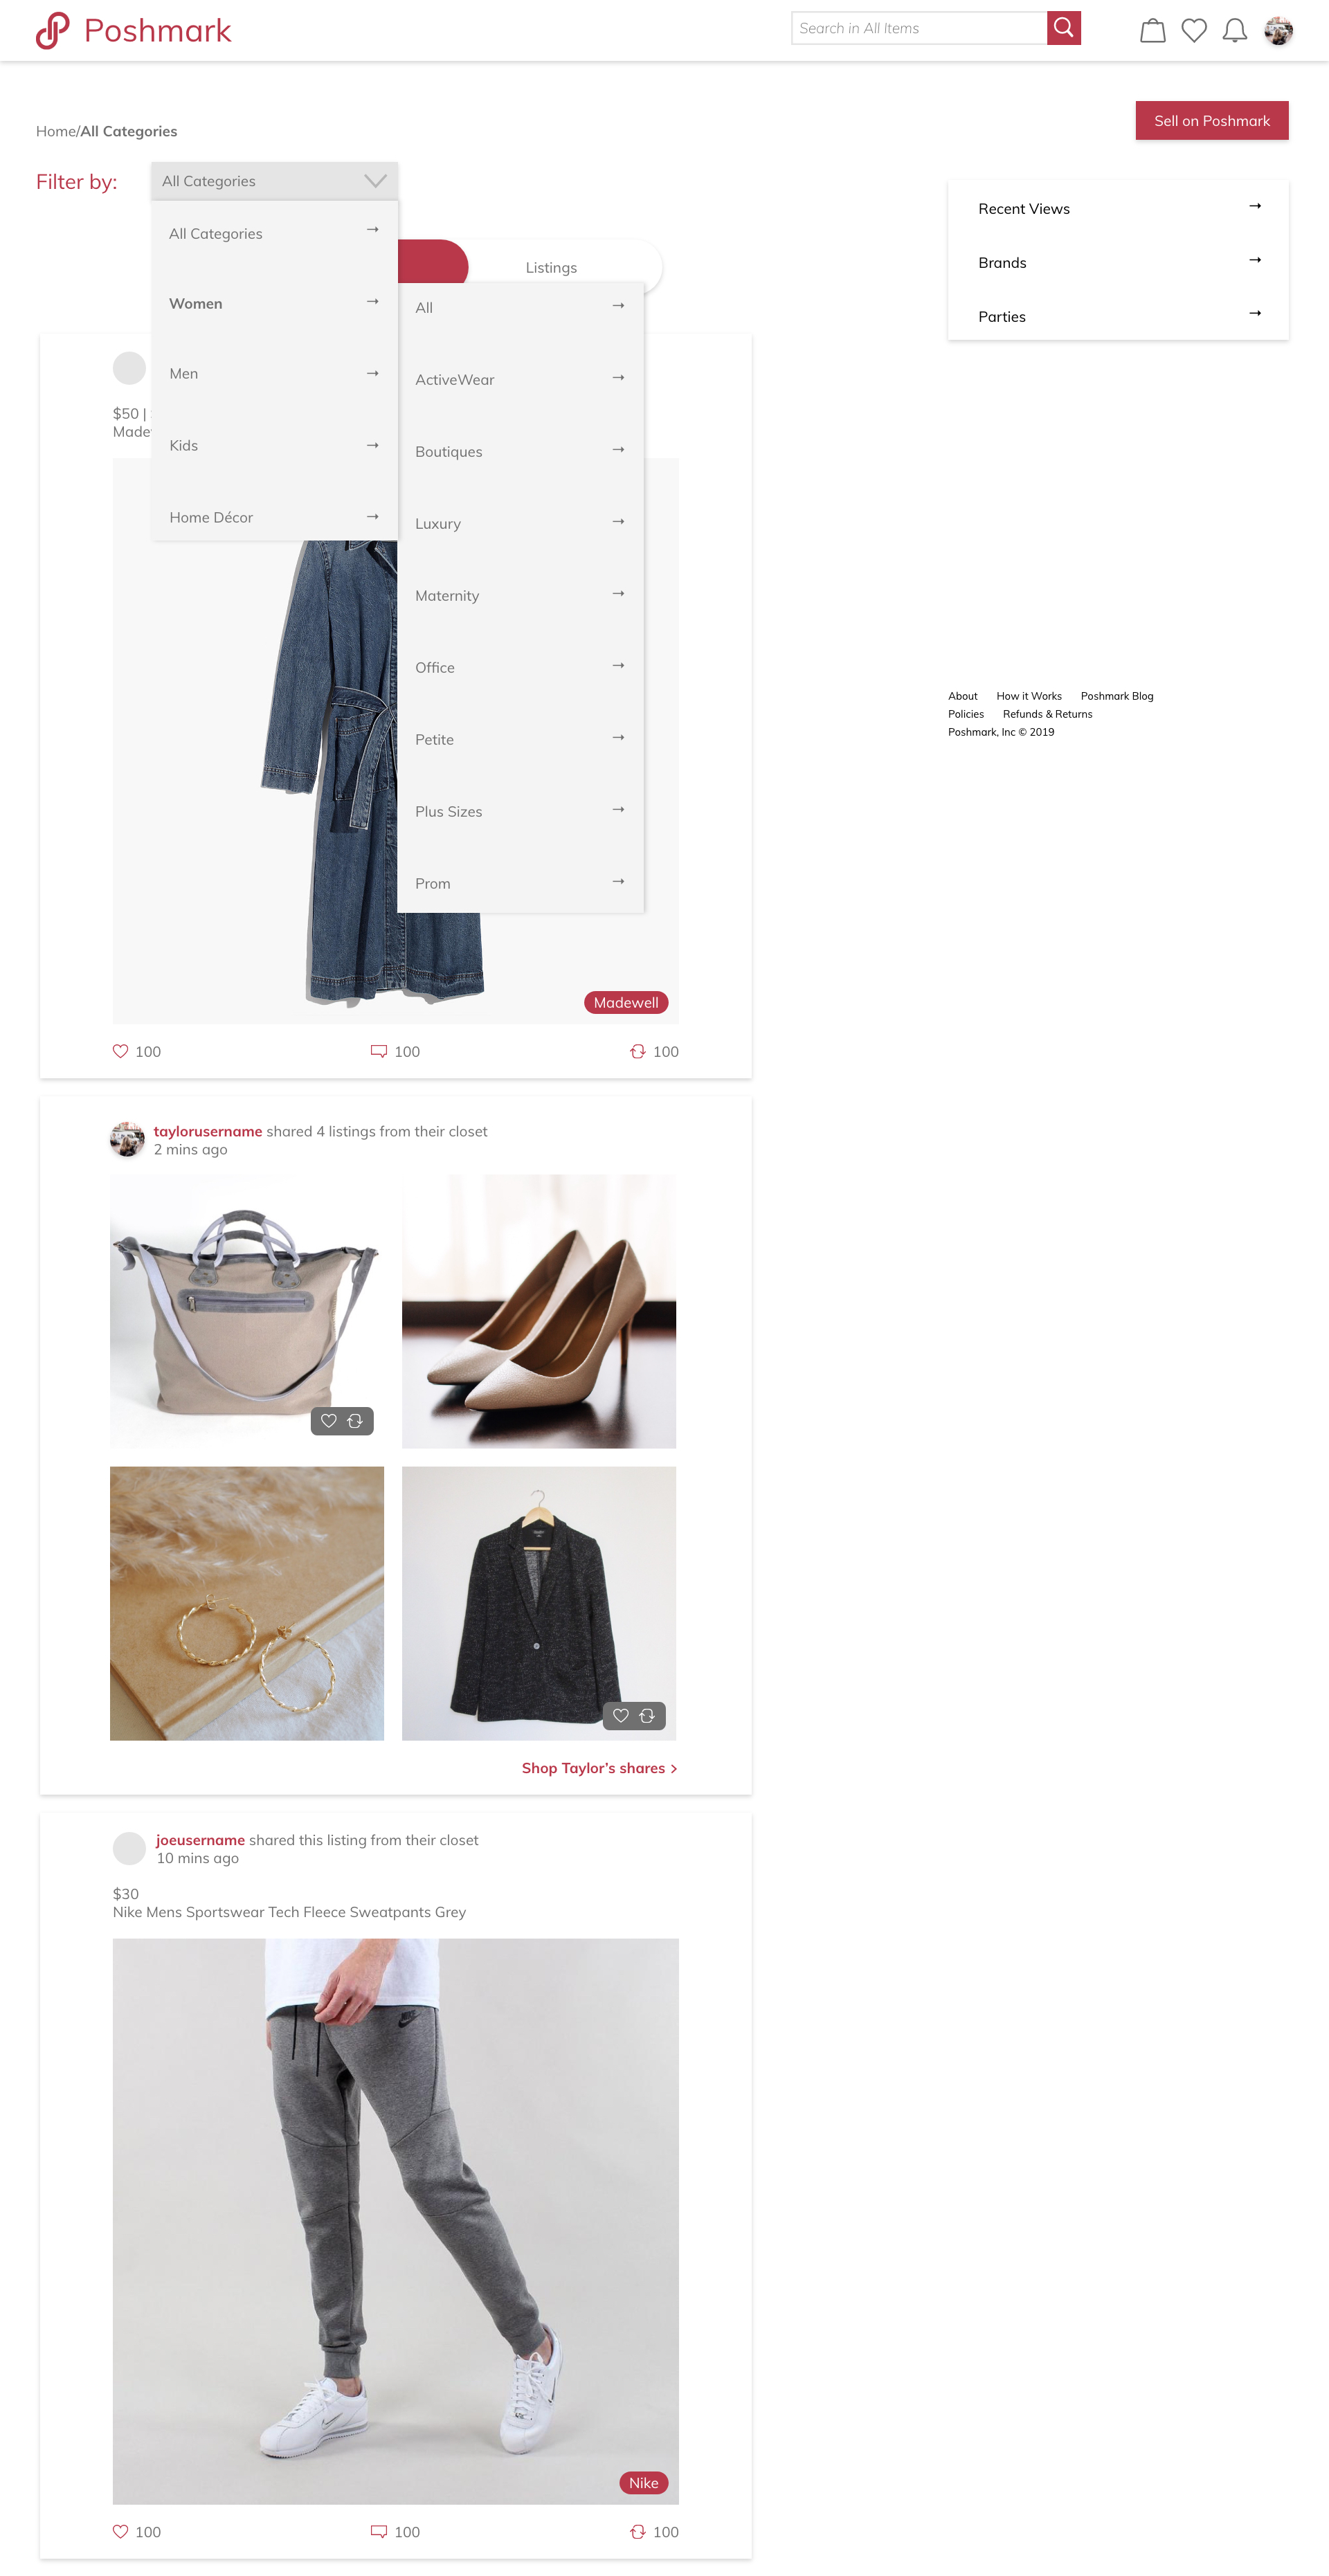 Poshmark
Search in All Items
Sell on Poshmark
Home/All Categories
Filter by:
All Categories
All Categories
Women
Men
Kids
Home Décor
Listings
All
ActiveWear
Boutiques
Luxury
Maternity
Office
Petite
Plus Sizes
Prom
Recent Views
Brands
Parties
About How it Works Poshmark Blog
Policies Refunds & Returns
Poshmark, Inc © 2019
$50 |
Madewell
100 100 100
taylorusername shared 4 listings from their closet
2 mins ago
Shop Taylor’s shares >
joeusername shared this listing from their closet
10 mins ago
$30
Nike Mens Sportswear Tech Fleece Sweatpants Grey
Nike
100 100 100